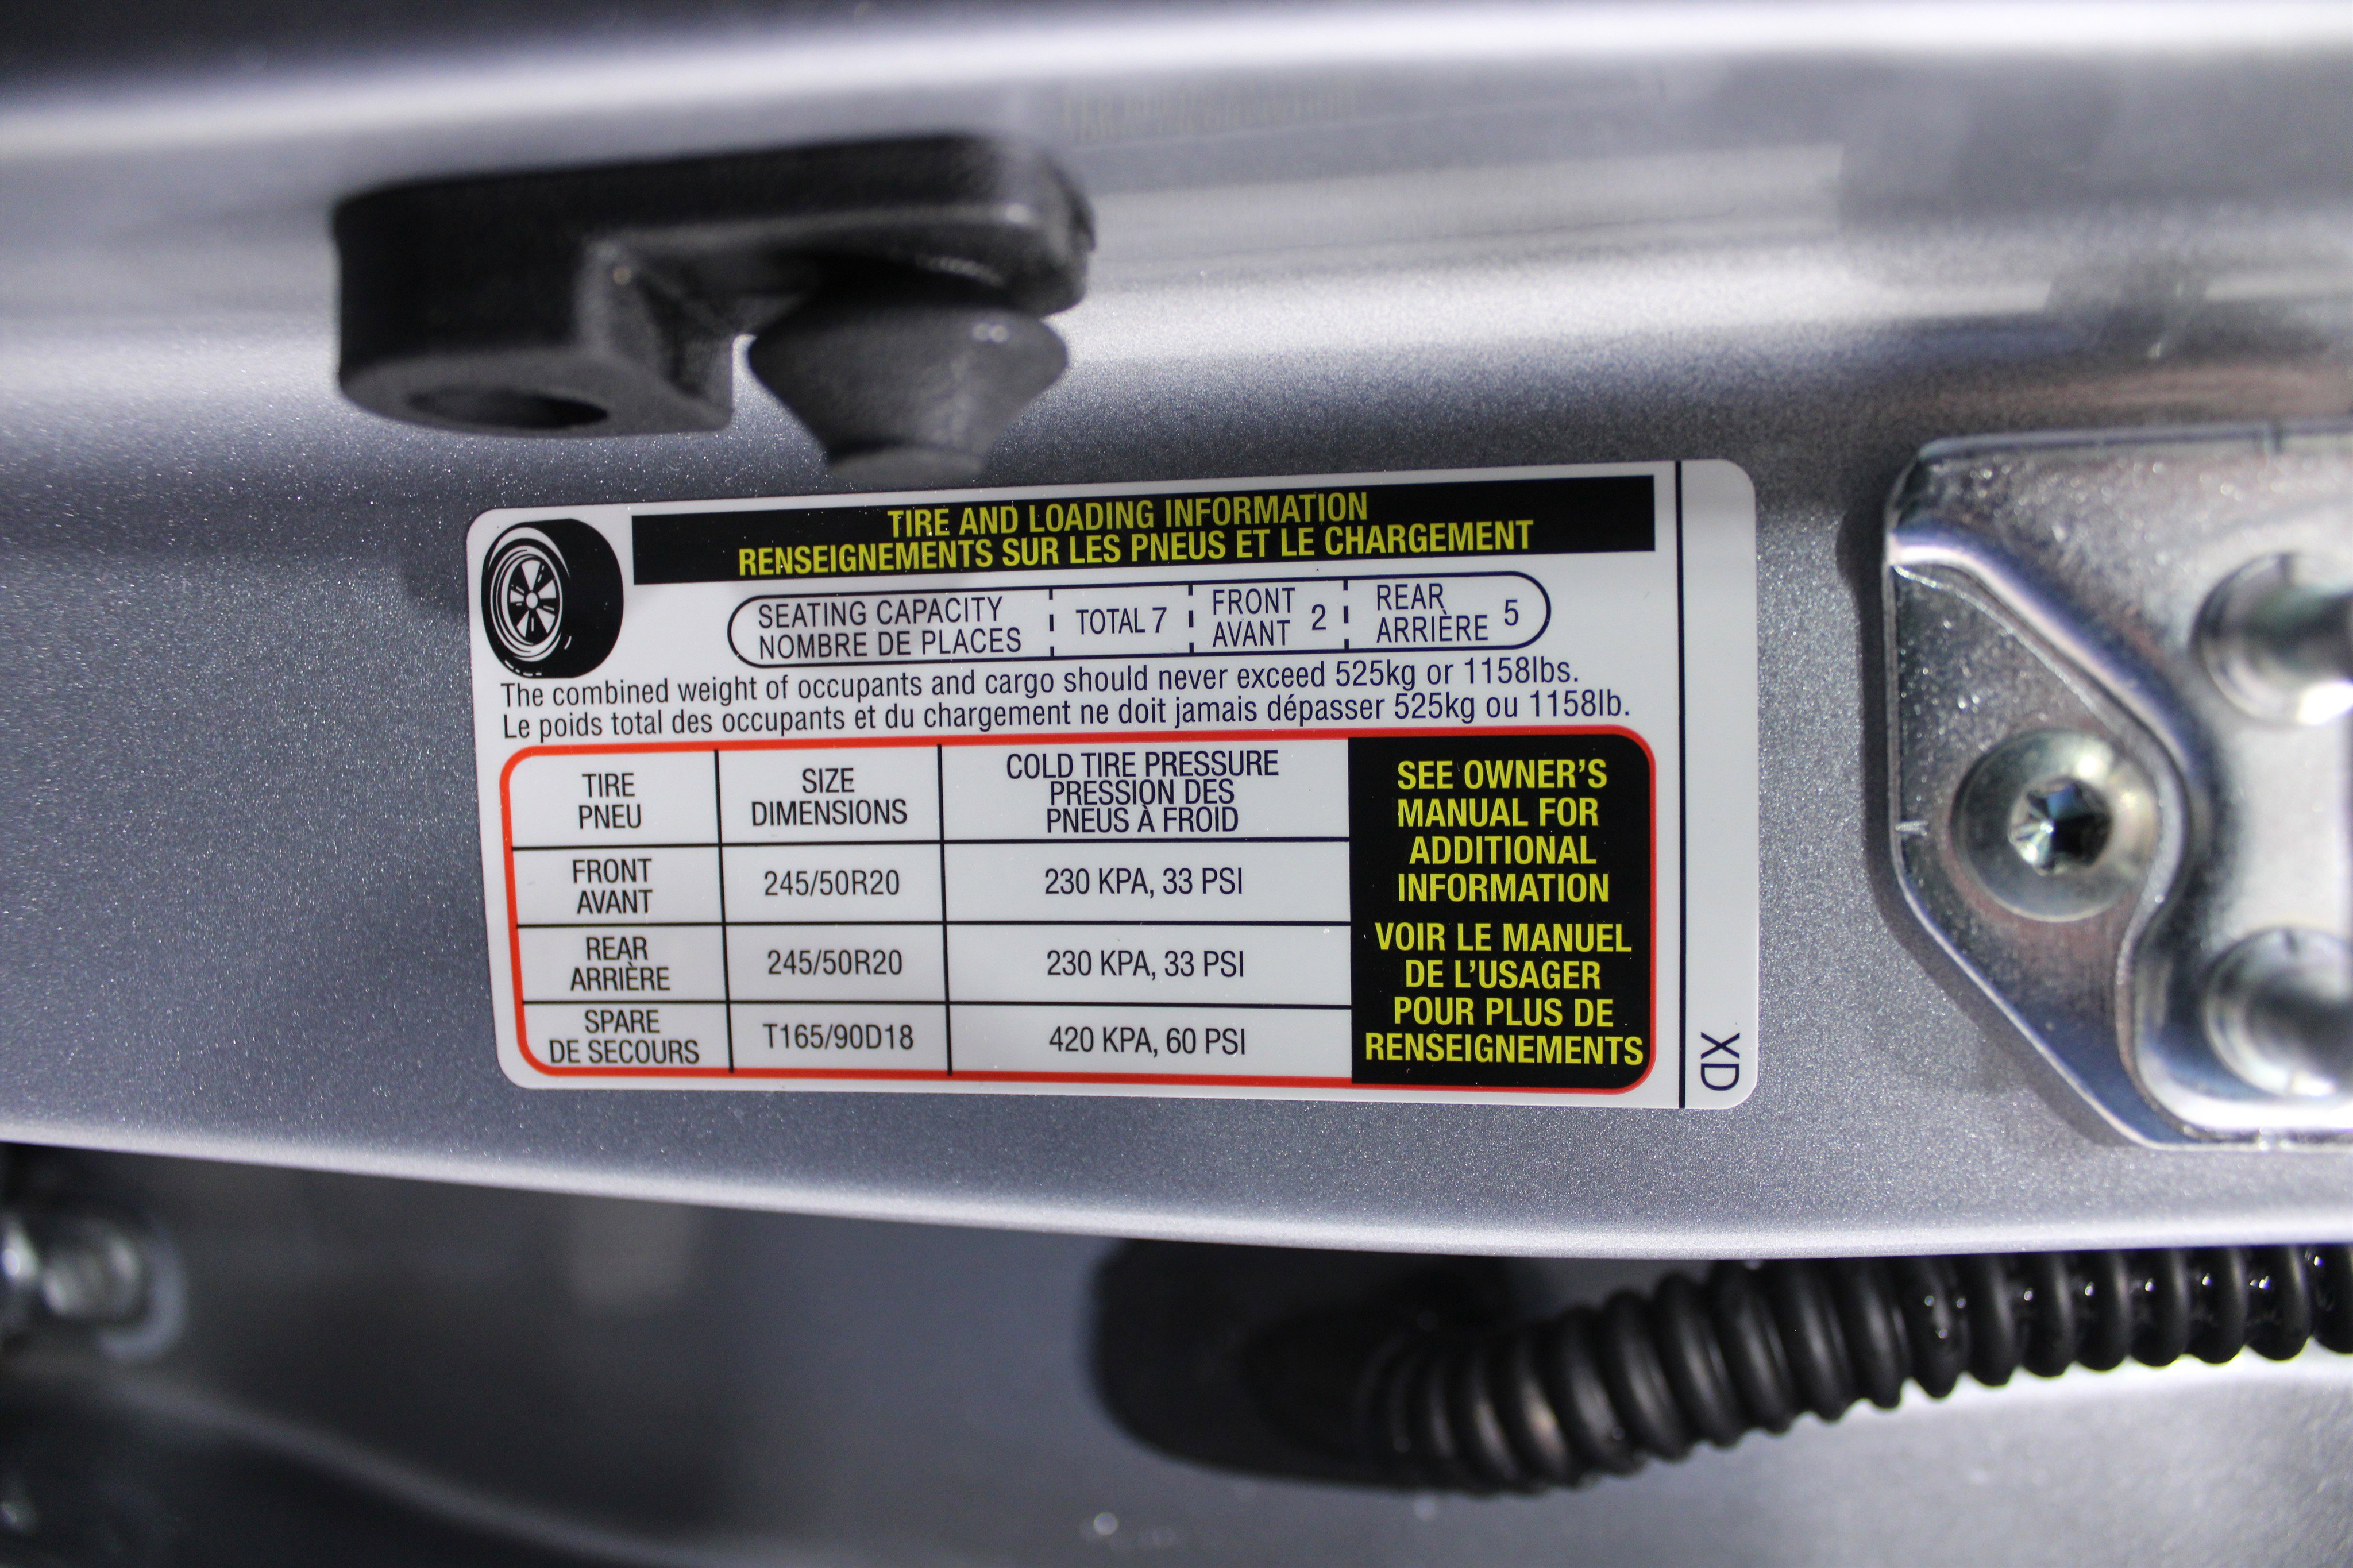 TIRE AND LOADING INFORMATION
RENSEIGNEMENTS SUR LES PNEUS ET LE CHARGEMENT
SEATING CAPACITY
NOMBRE DE PLACES
TOTAL 7
FRONT
AVANT
2
REAR
ARRIÈRE
5
The combined weight of occupants and cargo should never exceed 525kg or 1158lbs.
Le poids total des occupants et du chargement ne doit jamais dépasser 525kg ou 1158lb.
TIRE
PNEU
SIZE
DIMENSIONS
COLD TIRE PRESSURE
PRESSION DES
PNEUS À FROID
FRONT
AVANT
245/50R20
230 KPA, 33 PSI
REAR
ARRIÈRE
245/50R20
230 KPA, 33 PSI
SPARE
DE SECOURS
T165/90D18
420 KPA, 60 PSI
SEE OWNER'S
MANUAL FOR
ADDITIONAL
INFORMATION
VOIR LE MANUEL
DE L'USAGER
POUR PLUS DE
RENSEIGNEMENTS
XD